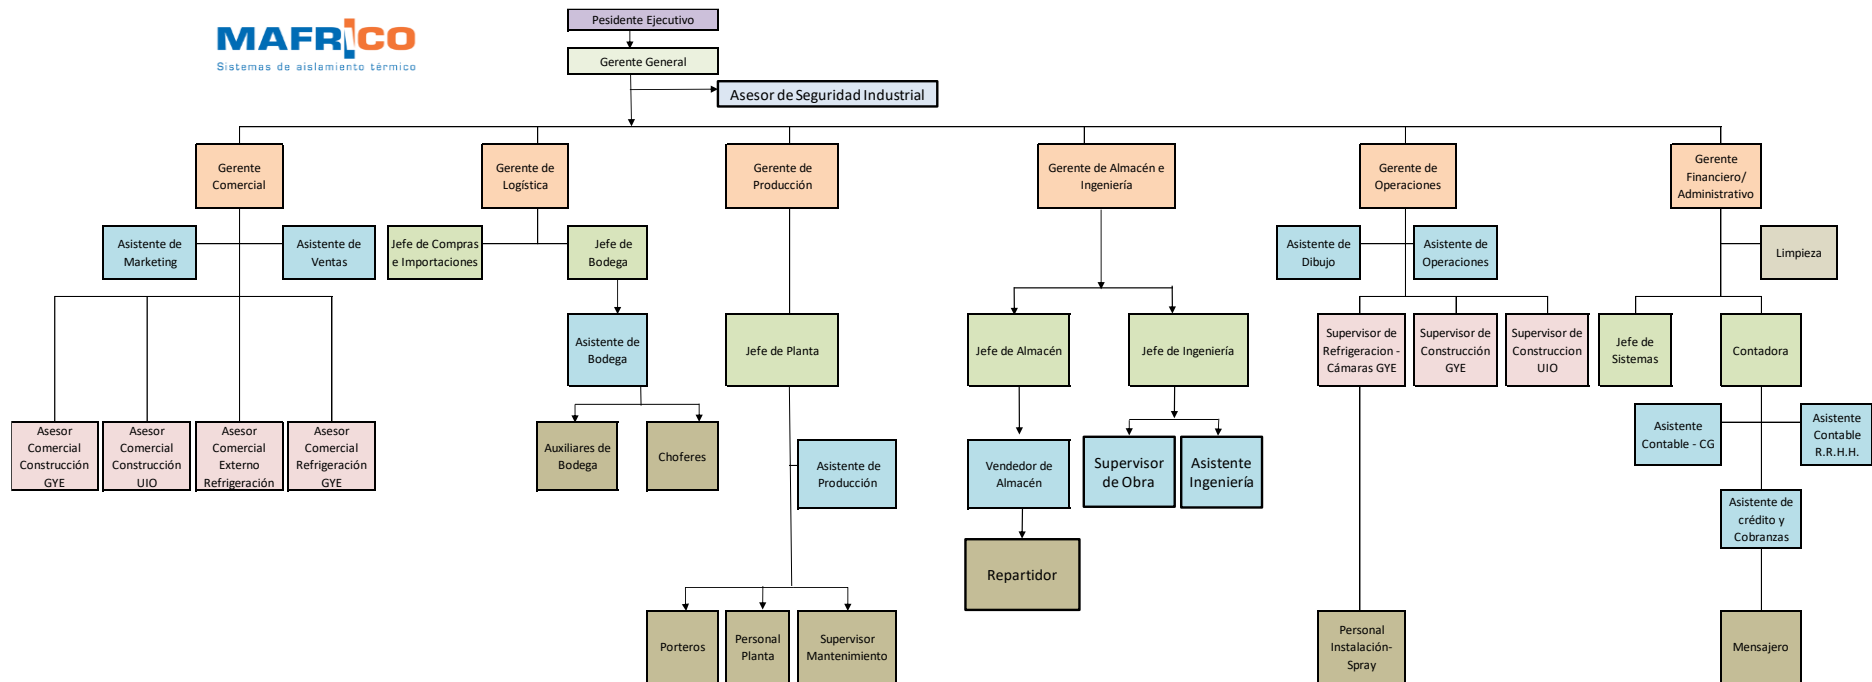 Pesidente Ejecutivo
MAFRICO
Sistemas de aislamiento térmico
Gerente General
Asesor de Seguridad Industrial
Gerente
Comercial
Gerente de
Logística
Gerente de
Producción
Gerente de Almacén e
Ingeniería
Gerente de
Operaciones
Gerente
Financiero/
Administrativo
Asistente de
Marketing
Asistente de
Ventas
Jefe de Compras
e Importaciones
Jefe de
Bodega
Asistente de
Dibujo
Asistente de
Operaciones
Limpieza
Asistente de
Bodega
Jefe de Planta
Jefe de Almacén
Jefe de Ingeniería
Supervisor de
Refrigeracion -
Cámaras GYE
Supervisor de
Construcción
GYE
Supervisor de
Construccion
UIO
Jefe de
Sistemas
Contadora
Asesor
Comercial
Construcción
GYE
Asesor
Comercial
Construcción
UIO
Asesor
Comercial
Externo
Refrigeración
Asesor
Comercial
Refrigeración
GYE
Auxiliares de
Bodega
Choferes
Asistente de
Producción
Vendedor de
Almacén
Supervisor
de Obra
Asistente
Ingeniería
Asistente
Contable - CG
Asistente
Contable
R.R.H.H.
Asistente de
crédito y
Cobranzas
Repartidor
Porteros
Personal
Planta
Supervisor
Mantenimiento
Personal
Instalación-
Spray
Mensajero